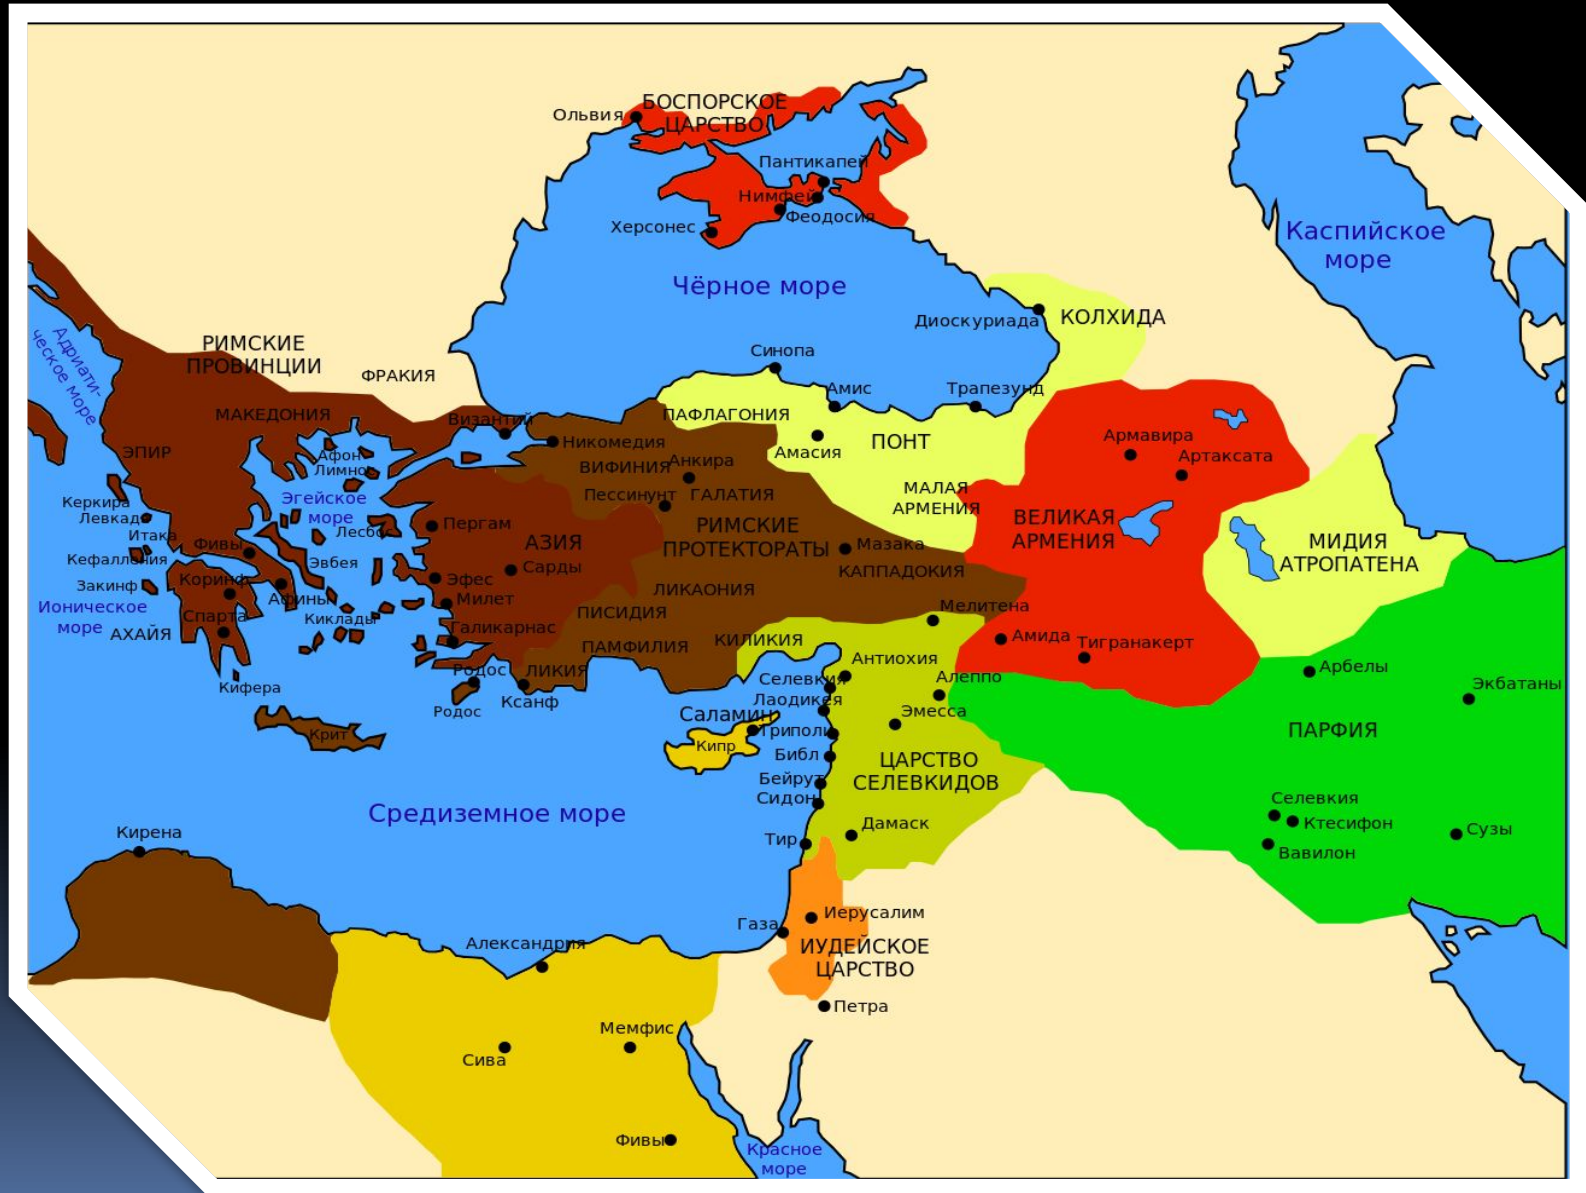 БОСПОРСКОЕ
ЦАРСТВО
Ольвия
Пантикапей
Нимфей
Феодосия
Херсонес
Каспийское
море
Чёрное море
Диоскуриада
КОЛХИДА
Адриати-
ческое море
РИМСКИЕ
ПРОВИНЦИИ
ФРАКИЯ
Синопа
Амис
Трапезунд
МАКЕДОНИЯ
Византий
ПАФЛАГОНИЯ
Никомедия
Амасия
ПОНТ
Армавира
Артаксата
ЭПИР
Афон
Лимнос
ВИФИНИЯ
Анкира
Пессинунт
ГАЛАТИЯ
МАЛАЯ
АРМЕНИЯ
Керкира
Левкада
Итака
Эгейское
море
Лесбос
Пергам
РИМСКИЕ
ПРОТЕКТОРАТЫ
ВЕЛИКАЯ
АРМЕНИЯ
МИДИЯ
АТРОПАТЕНА
Кефалления
Фивы
Эвбея
АЗИЯ
Сарды
Мазака
КАППАДОКИЯ
Закинф
Коринф
Афины
Эфес
Милет
ЛИКАОНИЯ
Ионическое
море
АХАЙЯ
Спарта
Киклады
Галикарнас
ПИСИДИЯ
ПАМФИЛИЯ
КИЛИКИЯ
Мелитена
Амида
Тигранакерт
Кифера
Родос
ЛИКИЯ
Ксанф
Родос
Антиохия
Селевкия
Алеппо
Лаодикея
Арбелы
Экбатаны
Крит
Саламин
Кипр
Триполи
Эмесса
Библ
ЦАРСТВО
СЕЛЕВКИДОВ
ПАРФИЯ
Бейрут
Сидон
Средиземное море
Селевкия
Ктесифон
Сузы
Вавилон
Кирена
Тир
Дамаск
Александрия
Газа
Иерусалим
ИУДЕЙСКОЕ
ЦАРСТВО
Петра
Мемфис
Сива
Фивы
Красное
море